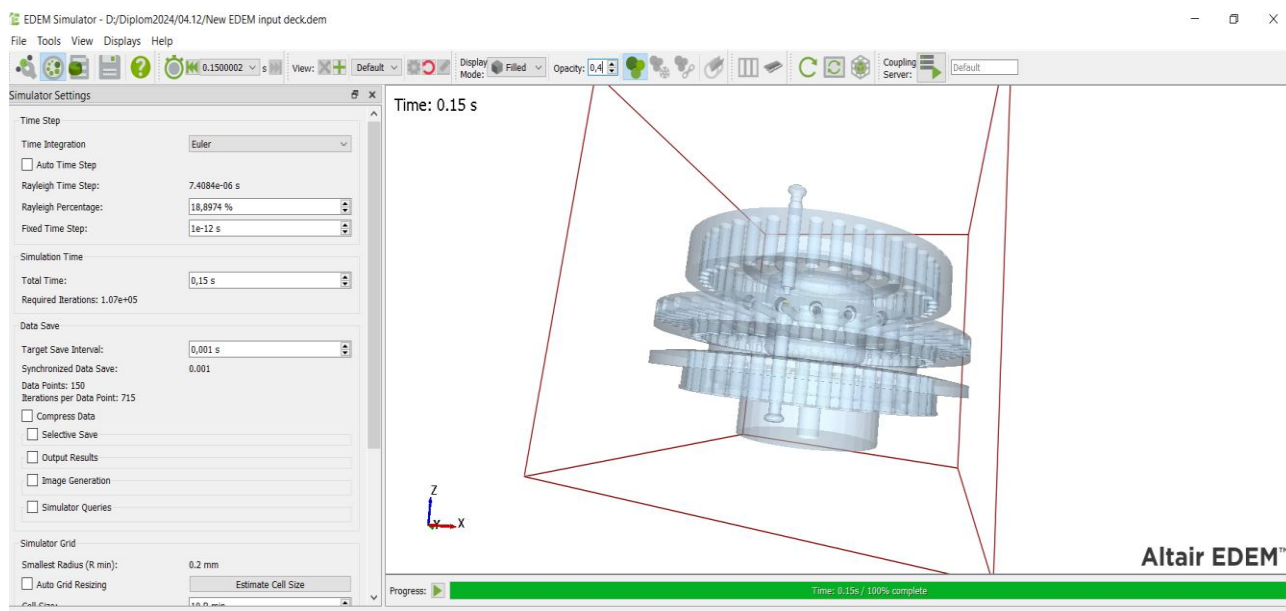 EDEM Simulator - D:/Diplom2024/04.12/New EDEM input deck.dem
File Tools View Displays Help
0.1500002 s View: Default Display Mode: Filled Opacity: 0,4 Coupling Server: Default
Simulator Settings
Time Step
Time Integration Euler
Auto Time Step
Rayleigh Time Step: 7.4084e-06 s
Rayleigh Percentage: 18,8974 %
Fixed Time Step: 1e-12 s
Simulation Time
Total Time: 0,15 s
Required Iterations: 1.07e+05
Data Save
Target Save Interval: 0,001 s
Synchronized Data Save: 0.001
Data Points: 150
Iterations per Data Point: 715
Compress Data
Selective Save
Output Results
Image Generation
Simulator Queries
Simulator Grid
Smallest Radius (R min): 0.2 mm
Auto Grid Resizing Estimate Cell Size
Cell Size: 10 R min
Time: 0.15 s
Z
Y X
Altair EDEM™
Progress: Time: 0.15s / 100% complete